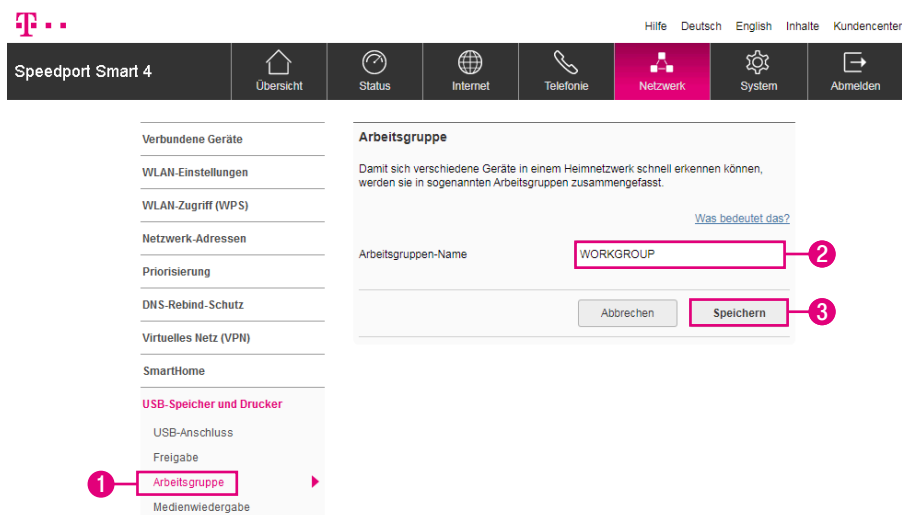 T
Hilfe Deutsch English Inhalte Kundencenter
Speedport Smart 4
Übersicht
Status
Internet
Telefonie
Netzwerk
System
Abmelden
Verbundene Geräte
WLAN-Einstellungen
WLAN-Zugriff (WPS)
Netzwerk-Adressen
Priorisierung
DNS-Rebind-Schutz
Virtuelles Netz (VPN)
SmartHome
USB-Speicher und Drucker
USB-Anschluss
Freigabe
1
Arbeitsgruppe
Medienwiedergabe
Arbeitsgruppe
Damit sich verschiedene Geräte in einem Heimnetzwerk schnell erkennen können,
werden sie in sogenannten Arbeitsgruppen zusammengefasst.
Was bedeutet das?
Arbeitsgruppen-Name WORKGROUP 2
Abbrechen Speichern 3